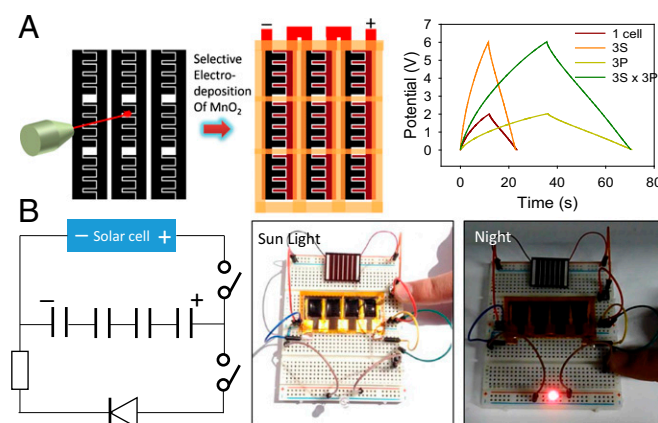 A
Selective
Electro-
deposition
Of MnO₂
− +
Potential (V)
7
6
5
4
3
2
1
0
1 cell
3S
3P
3S x 3P
0 20 40 60 80
Time (s)
B
− Solar cell +
− +
Sun Light
Night